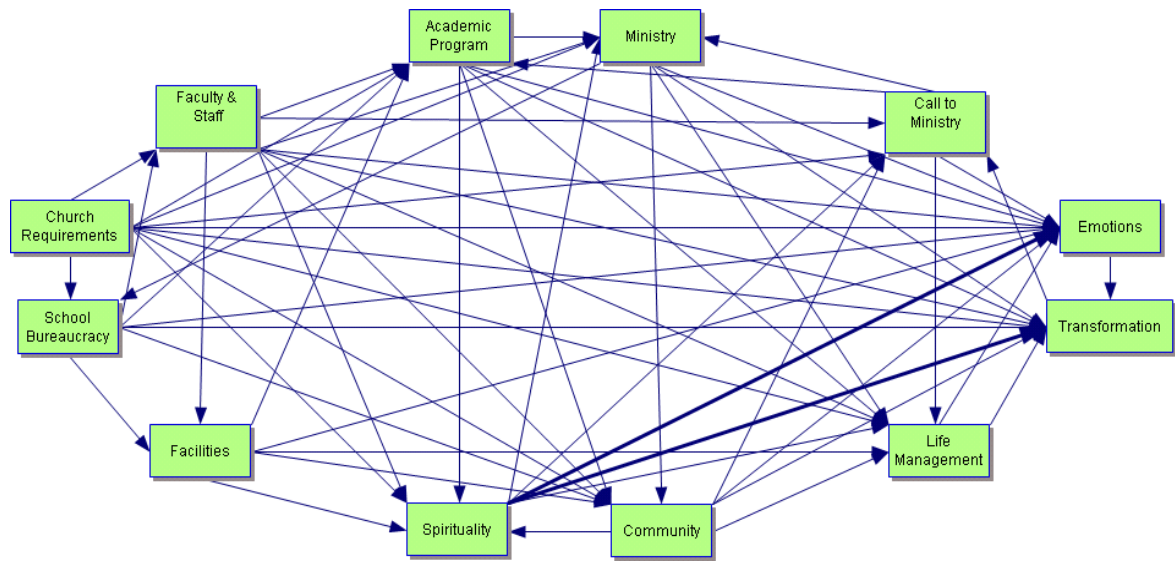 Academic
Program
Ministry
Faculty &
Staff
Call to
Ministry
Church
Requirements
Emotions
School
Bureaucracy
Transformation
Facilities
Life
Management
Spirituality
Community